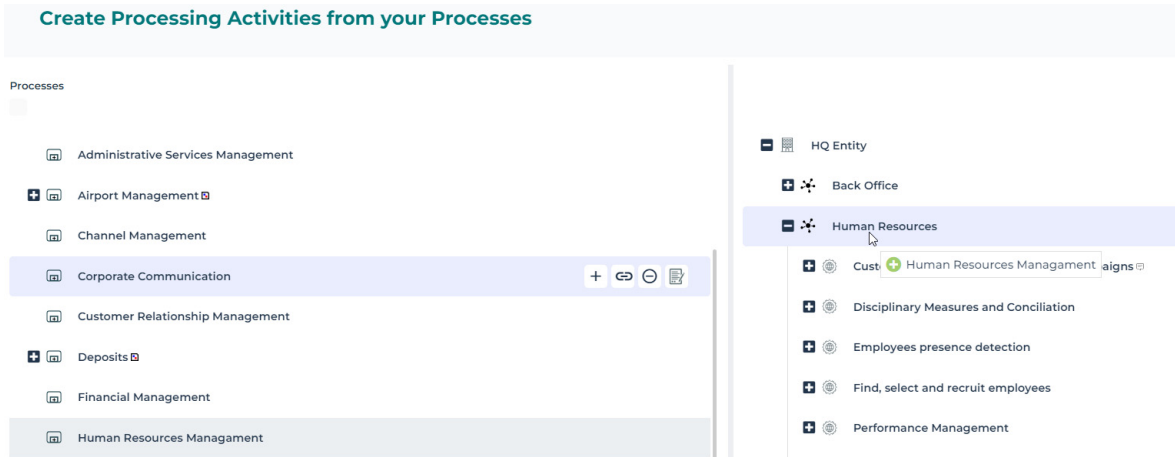 Create Processing Activities from your Processes
Processes
Administrative Services Management
Airport Management
Channel Management
Corporate Communication
Customer Relationship Management
Deposits
Financial Management
Human Resources Managament
HQ Entity
Back Office
Human Resources
Cust Human Resources Managament aigns
Disciplinary Measures and Conciliation
Employees presence detection
Find, select and recruit employees
Performance Management